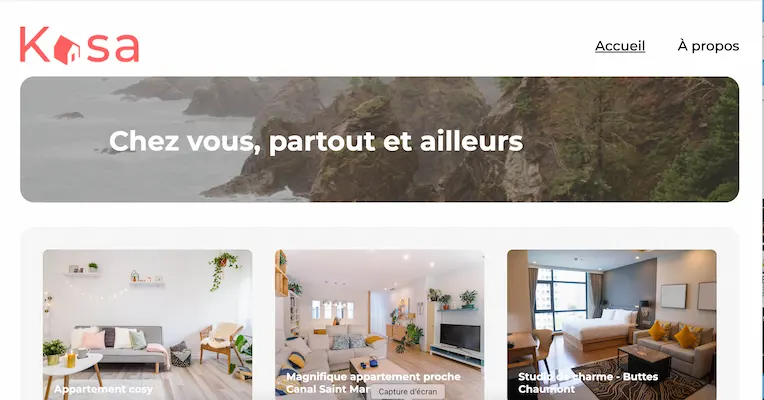 Kasa
Accueil
À propos
Chez vous, partout et ailleurs
Appartement cosy
Magnifique appartement proche
Canal Saint Mar
Studio de charme - Buttes
Chaumont
Capture d'écran